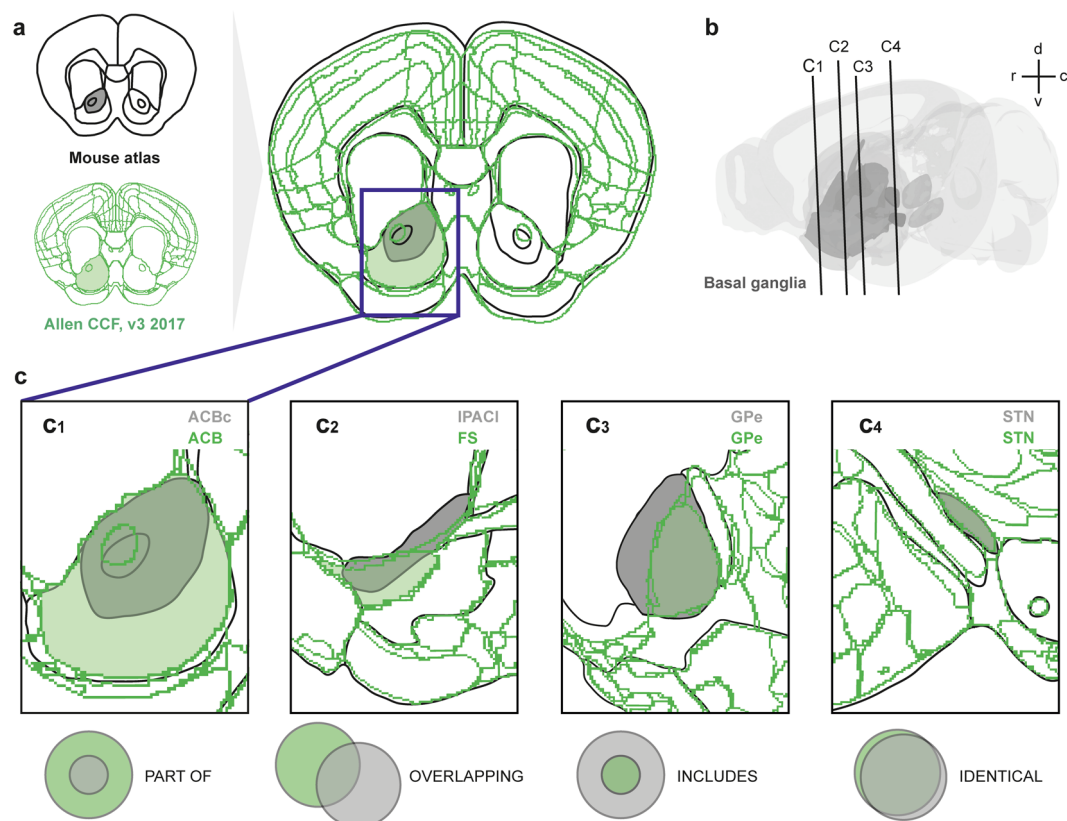 a
Mouse atlas
Allen CCF, v3 2017
b
C2 C4
C1 C3
d
r c
v
Basal ganglia
c
C1
ACBc
ACB
C2
IPACl
FS
C3
GPe
GPe
C4
STN
STN
PART OF
OVERLAPPING
INCLUDES
IDENTICAL